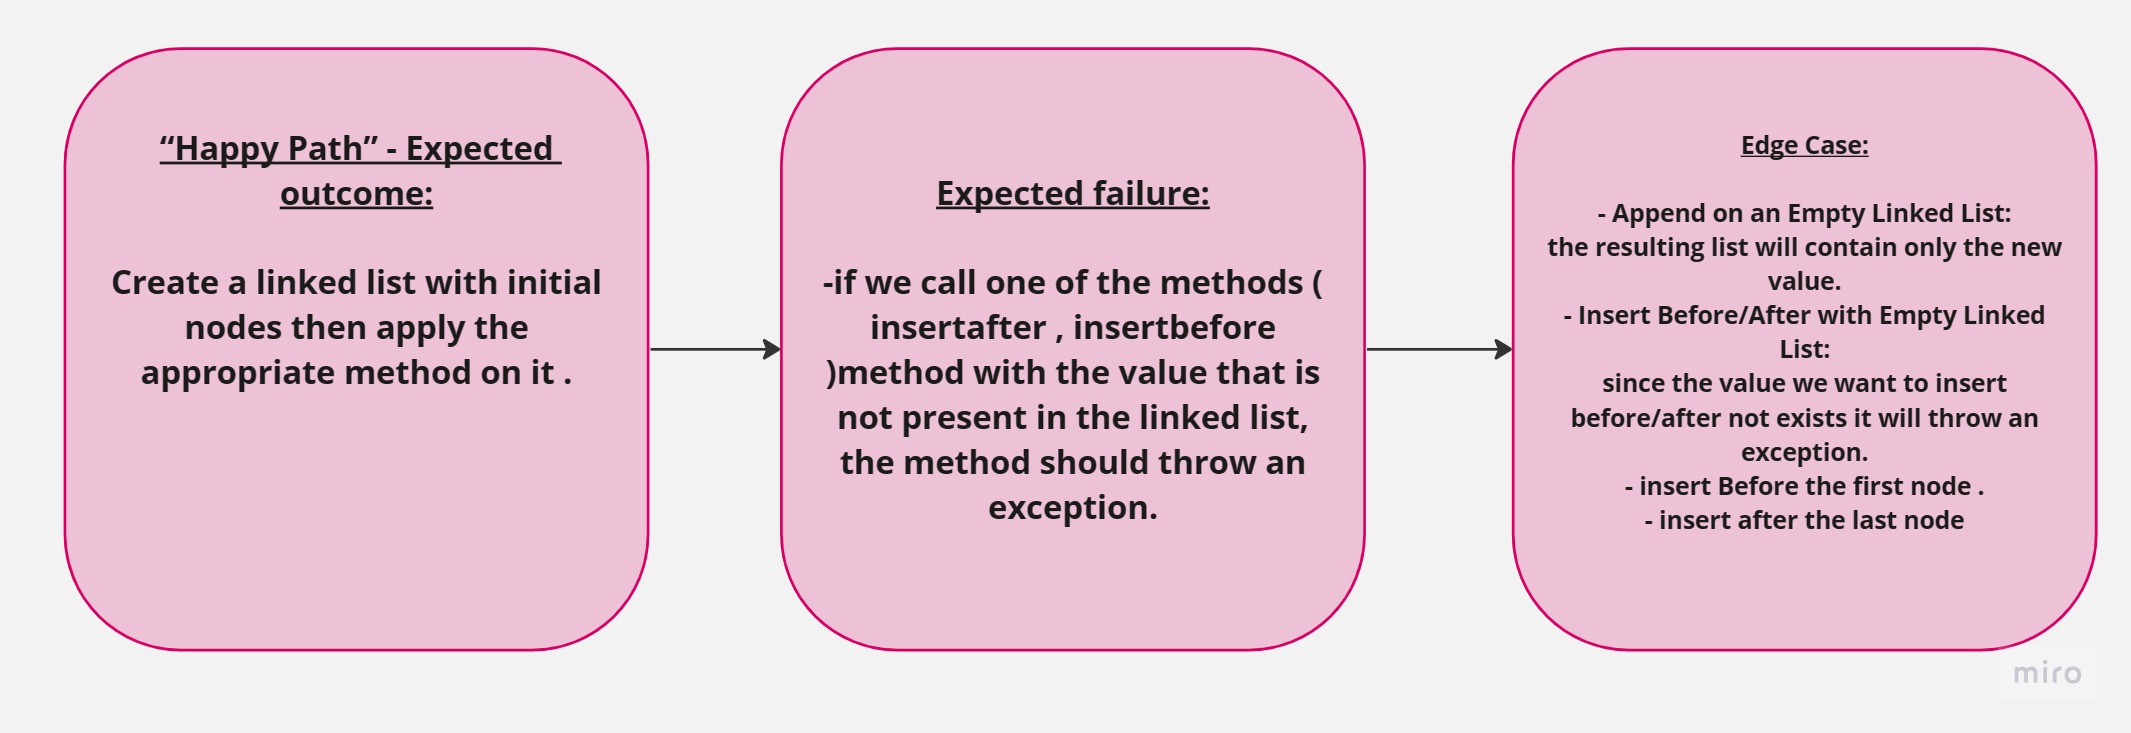 “Happy Path” - Expected
outcome:
Create a linked list with initial
nodes then apply the
appropriate method on it .
Expected failure:
-if we call one of the methods (
insertafter , insertbefore
)method with the value that is
not present in the linked list,
the method should throw an
exception.
Edge Case:
- Append on an Empty Linked List:
the resulting list will contain only the new
value.
- Insert Before/After with Empty Linked
List:
since the value we want to insert
before/after not exists it will throw an
exception.
- insert Before the first node .
- insert after the last node
miro